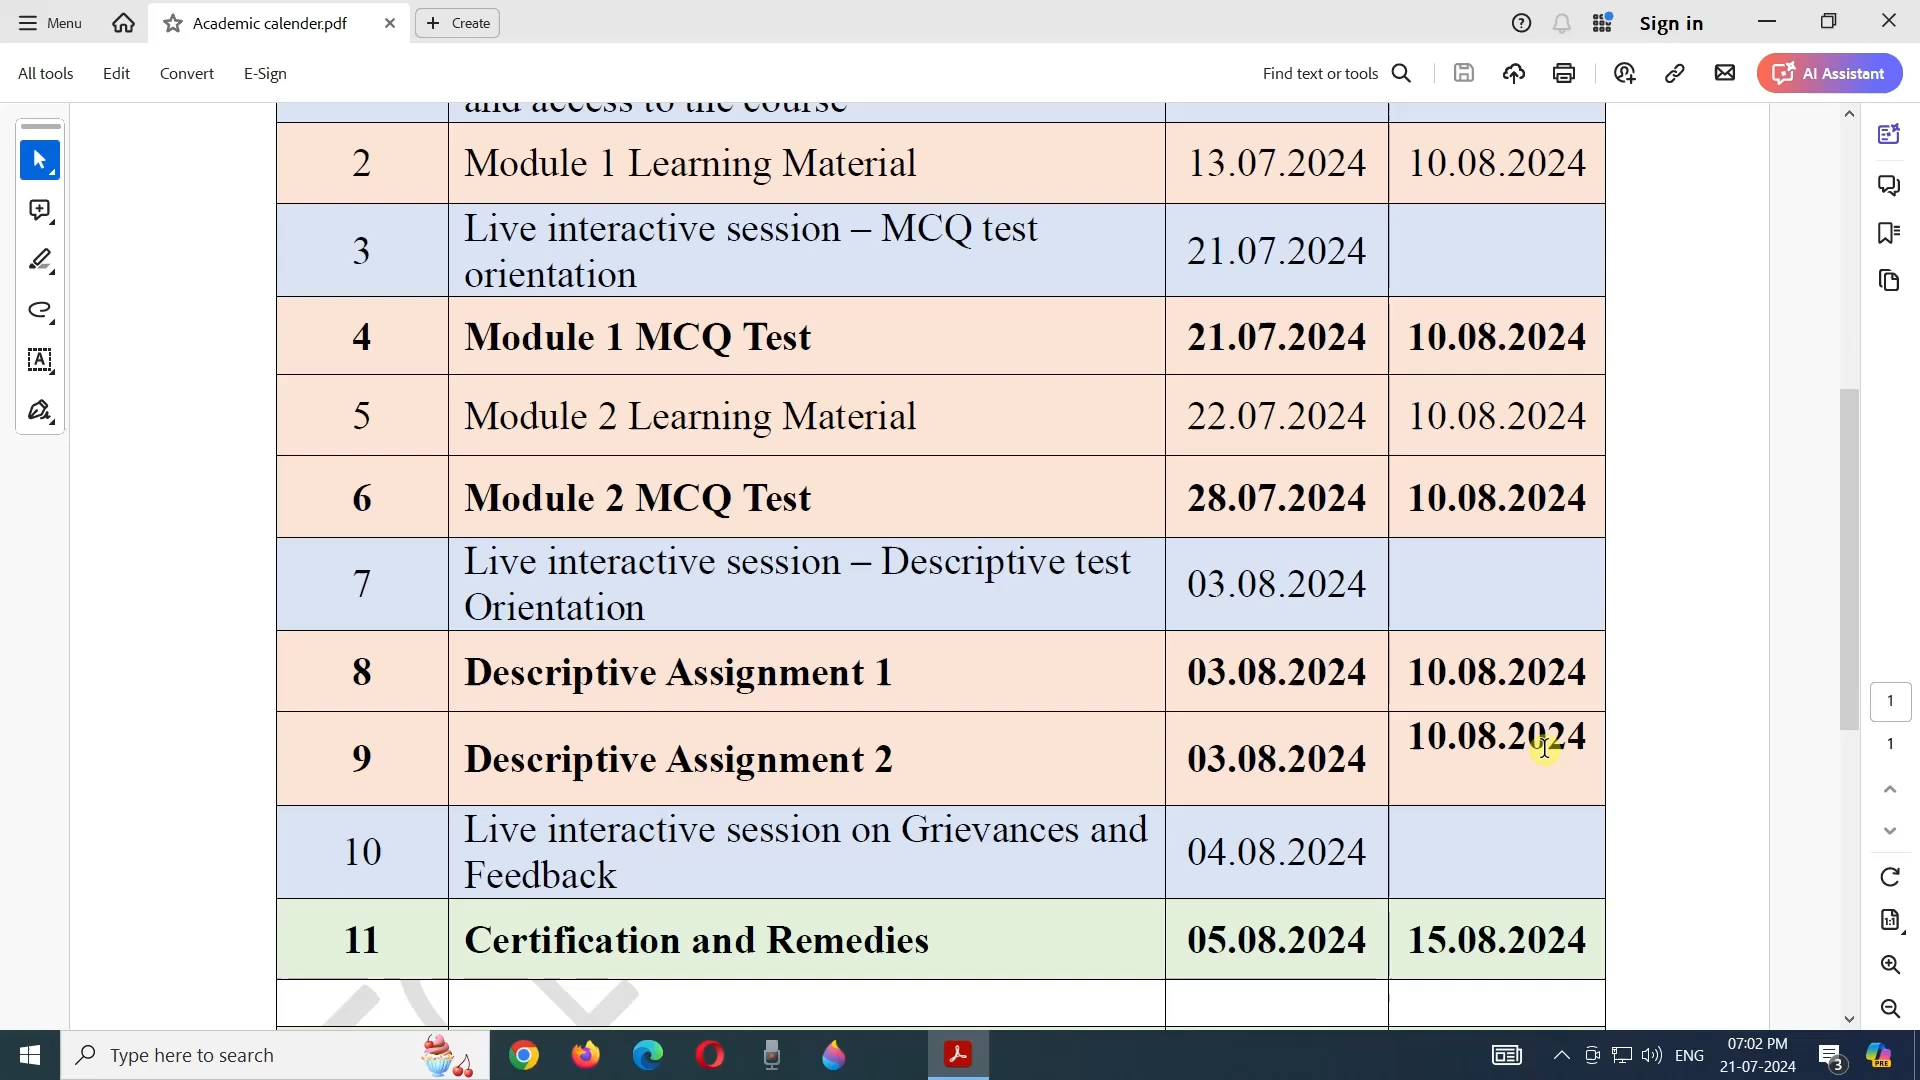 Menu
Academic calender.pdf
Create
Sign in
All tools
Edit
Convert
E-Sign
Find text or tools
AI Assistant
and access to the course
2 Module 1 Learning Material 13.07.2024 10.08.2024
3 Live interactive session – MCQ test
orientation 21.07.2024
4 Module 1 MCQ Test 21.07.2024 10.08.2024
5 Module 2 Learning Material 22.07.2024 10.08.2024
6 Module 2 MCQ Test 28.07.2024 10.08.2024
7 Live interactive session – Descriptive test
Orientation 03.08.2024
8 Descriptive Assignment 1 03.08.2024 10.08.2024
9 Descriptive Assignment 2 03.08.2024 10.08.2024
10 Live interactive session on Grievances and
Feedback 04.08.2024
11 Certification and Remedies 05.08.2024 15.08.2024
1
1
Type here to search
ENG
07:02 PM
21-07-2024
3
PRE